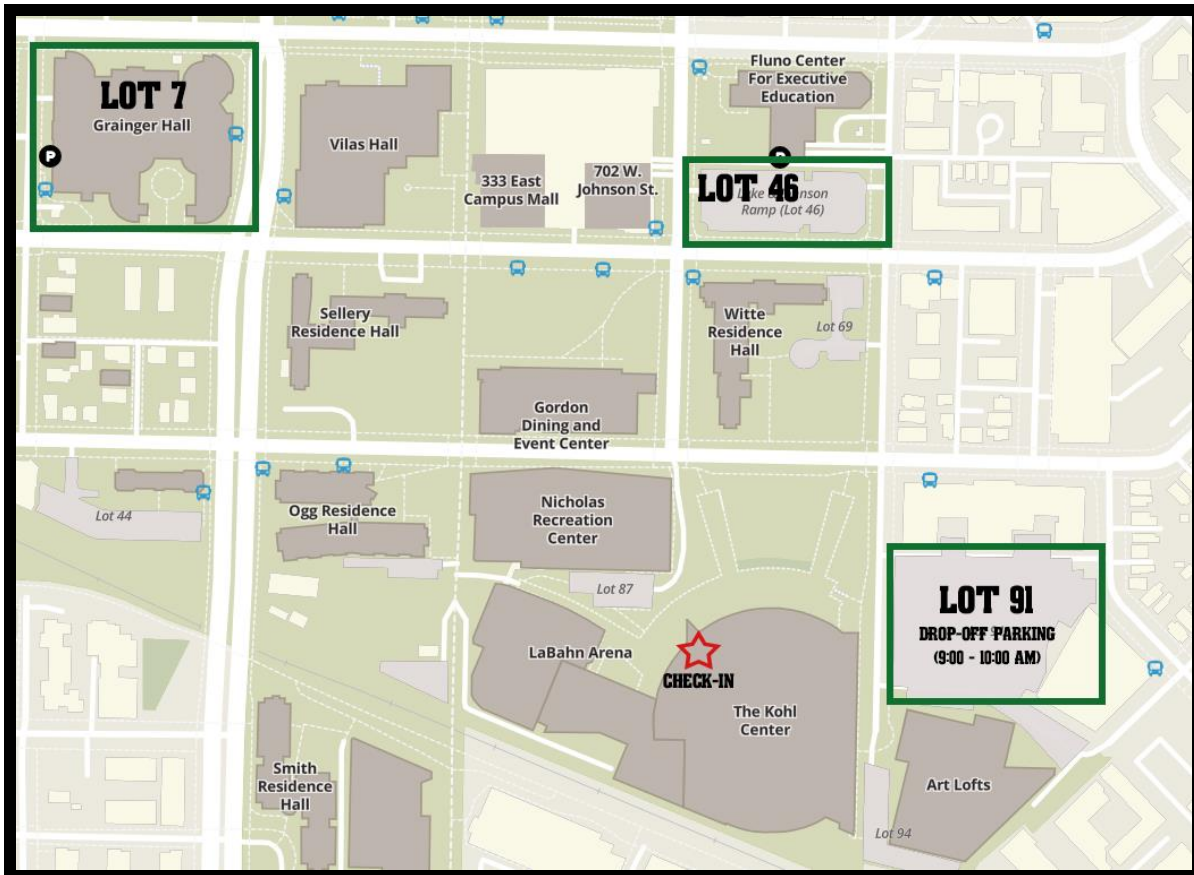 LOT 7
Grainger Hall
P
Vilas Hall
333 East
Campus Mall
702 W.
Johnson St.
Fluno Center
For Executive
Education
LOT 46
Ramp (Lot 46)
Sellery
Residence Hall
Witte
Residence
Hall
Lot 69
Gordon
Dining and
Event Center
Lot 44
Ogg Residence
Hall
Nicholas
Recreation
Center
Lot 87
LOT 91
DROP-OFF PARKING
(9:00 - 10:00 AM)
LaBahn Arena
CHECK-IN
The Kohl
Center
Smith
Residence
Hall
Art Lofts
Lot 94